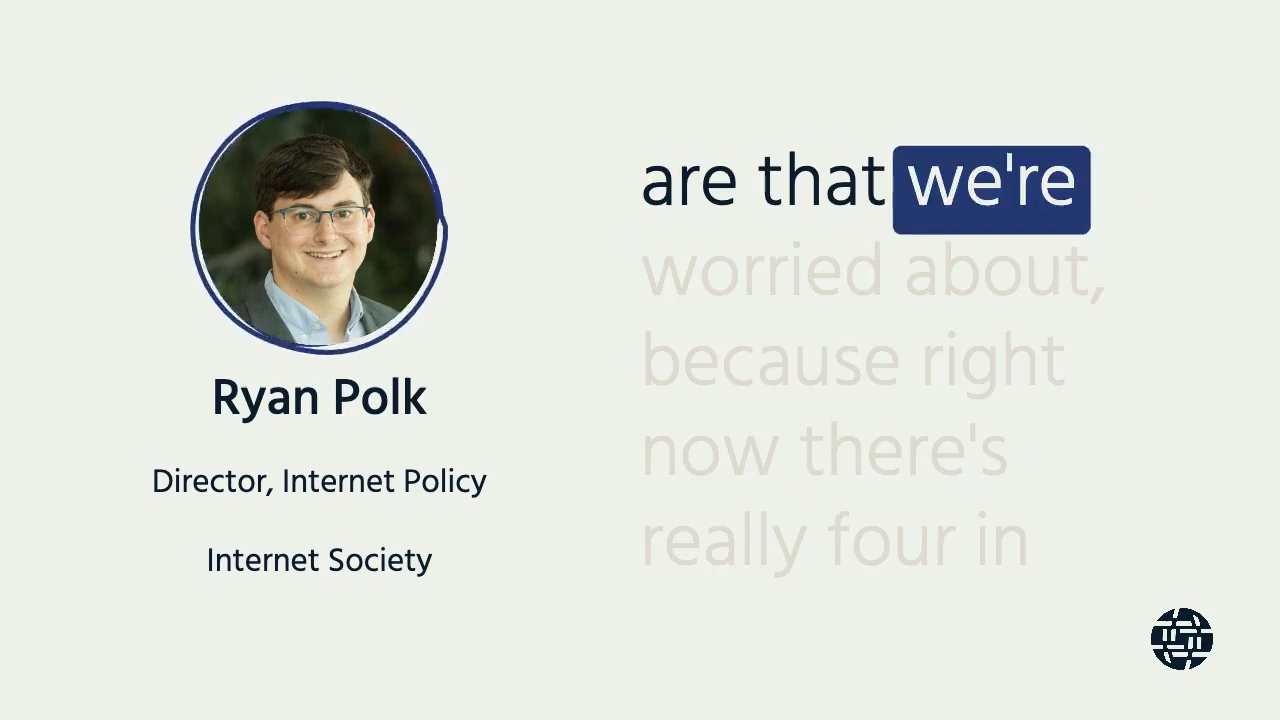 Ryan Polk
Director, Internet Policy
Internet Society
are that we're
worried about,
because right
now there's
really four in